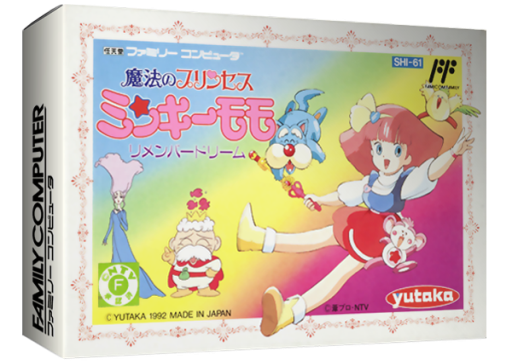 任天堂 ファミリー コンピュータ
SHI-61
FF
FAMICOM FAMILY
魔法のプリンセス
ミンキーモモ
リメンバードリーム
FAMILY COMPUTER
ファミリー コンピュータ
F
©YUTAKA 1992 MADE IN JAPAN
©葦プロ・NTV
yutaka